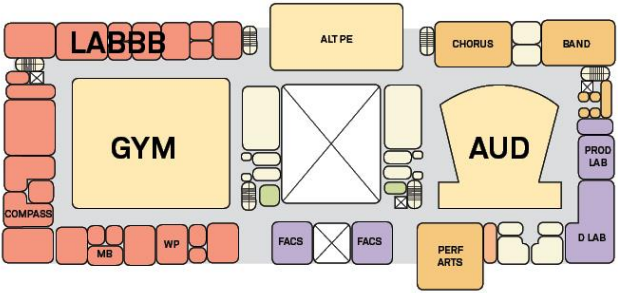 LABBB
ALT PE
CHORUS
BAND
GYM
AUD
PROD
LAB
COMPASS
MB
WP
FACS
FACS
PERF
ARTS
D LAB